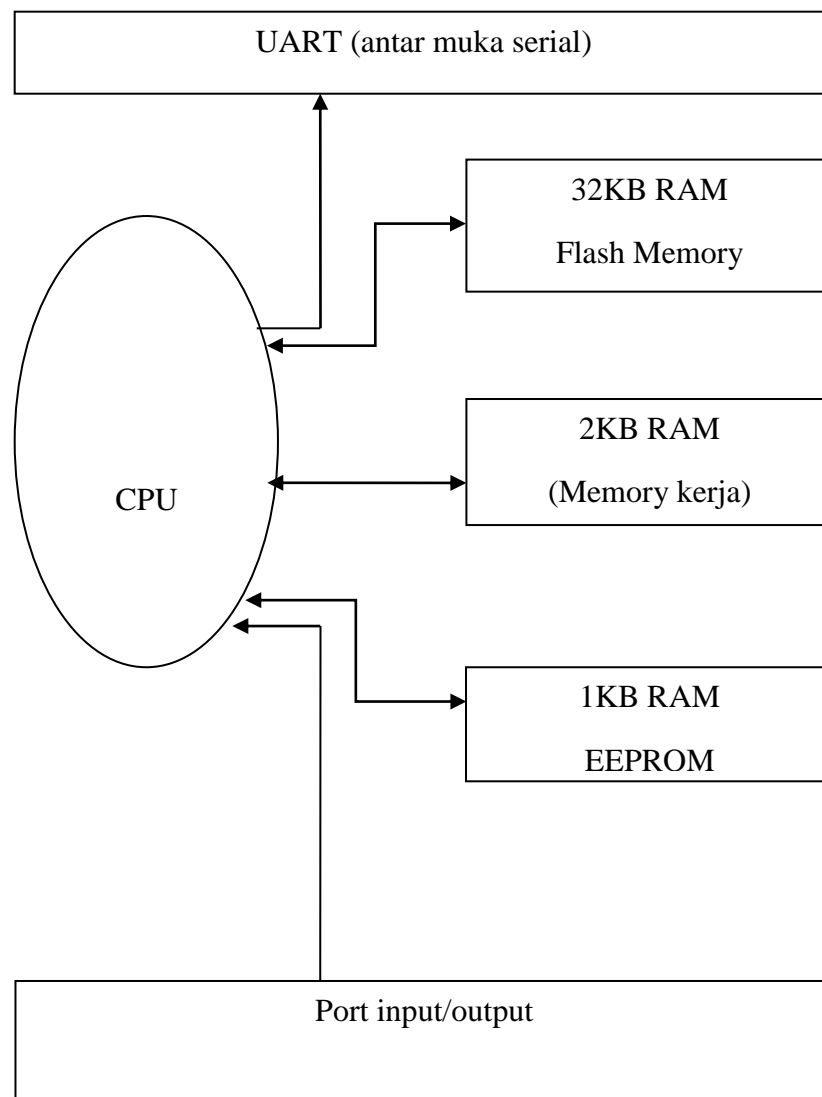 UART (antar muka serial)
32KB RAM
Flash Memory
2KB RAM
(Memory kerja)
CPU
1KB RAM
EEPROM
Port input/output